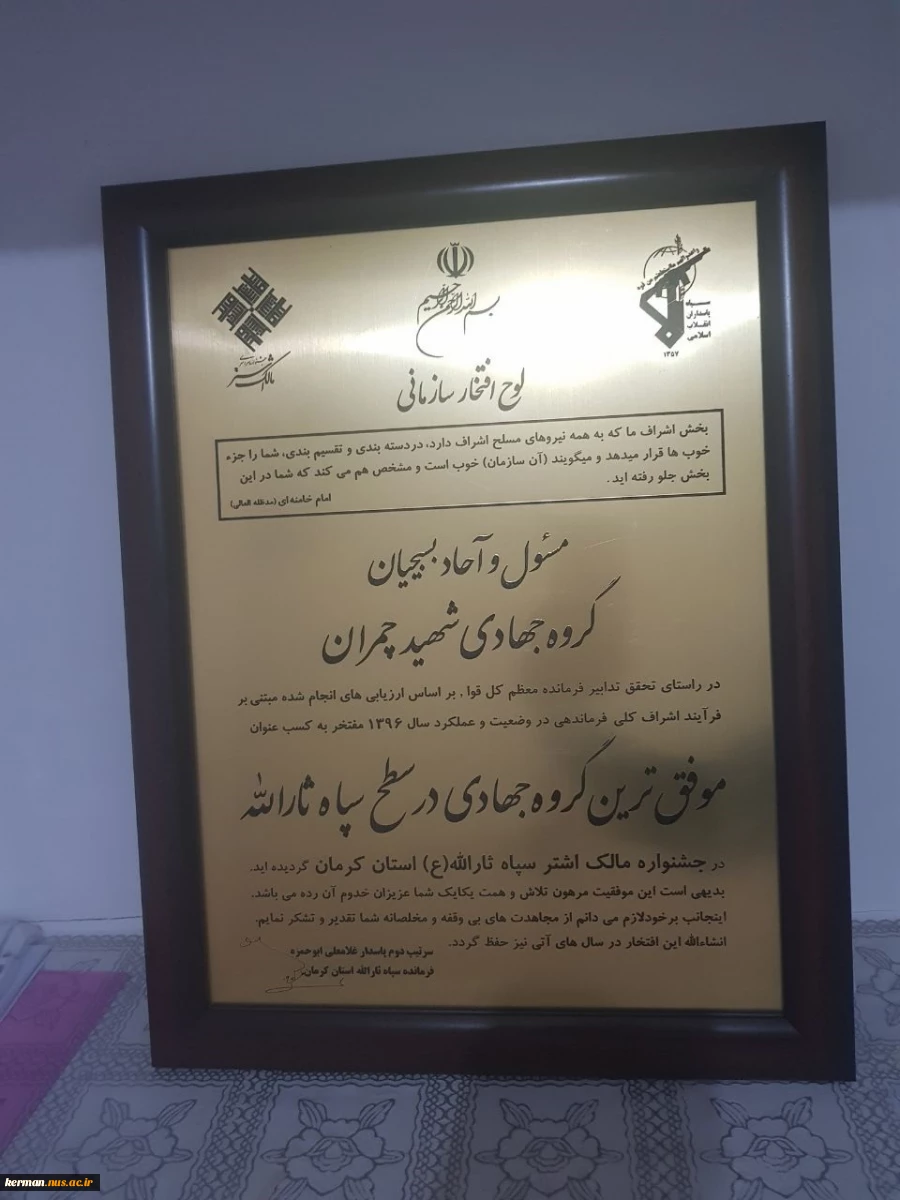 بسم الله الرحمن الرحیم
سپاه
پاسداران
انقلاب
اسلامی
۱۳۵۷
مالک اشتر
لوح افتخار سازمانی
بخش اشراف ما که به همه نیروهای مسلح اشراف دارد، دردسته بندی و تقسیم بندی، شما را جزء
خوب ها قرار میدهد و میگویند (آن سازمان) خوب است و مشخص هم می کند که شما در این
بخش جلو رفته اید.
امام خامنه ای (مدظله العالی)
مسئول و آحاد بسیجیان
گروه جهادی شهید چمران
در راستای تحقق تدابیر فرمانده معظم کل قوا، بر اساس ارزیابی های انجام شده مبتنی بر
فرآیند اشراف کلی فرماندهی در وضعیت و عملکرد سال ۱۳۹۶ مفتخر به کسب عنوان
موفق ترین گروه جهادی در سطح سپاه ثارالله
در جشنواره مالک اشتر سپاه ثارالله(ع) استان کرمان گردیده اید.
بدیهی است این موفقیت مرهون تلاش و همت یکایک شما عزیزان خدوم آن رده می باشد.
اینجانب برخودلازم می دانم از مجاهدت های بی وقفه و مخلصانه شما تقدیر و تشکر نمایم.
انشاءالله این افتخار در سال های آتی نیز حفظ گردد.
سرتیپ دوم پاسدار غلامعلی ابوحمزه
فرمانده سپاه ثارالله استان کرمان
kerman.nus.ac.ir